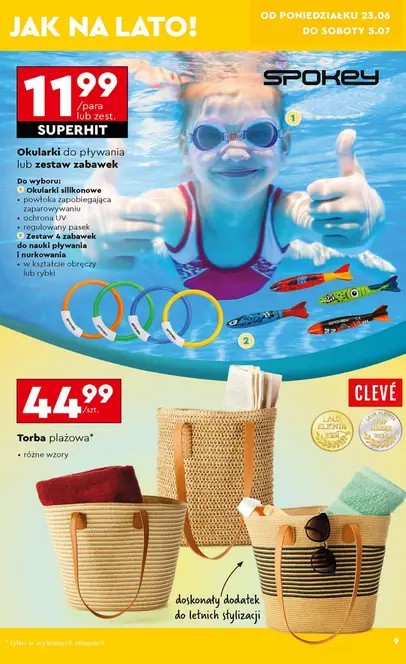 JAK NA LATO!
OD PONIEDZIAŁKU 23.06
DO SOBOTY 5.07
11 99
/para
lub zest.
SUPERHIT
SPOKEY
Okularki do pływania
lub zestaw zabawek
Do wyboru:
1 Okularki silikonowe
• powłoka zapobiegająca
zaparowywaniu
• ochrona UV
• regulowany pasek
2 Zestaw 4 zabawek
do nauki pływania
i nurkowania
• w kształcie obręczy
lub rybki
1
2
44 99
/szt.
Torba plażowa*
• różne wzory
CLEVÉ
LAUR
KLIENTA
2024
doskonały dodatek
do letnich stylizacji
* tylko w wybranych sklepach
9